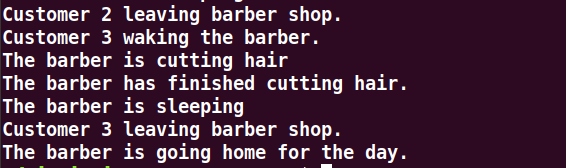 Customer 2 leaving barber shop.
Customer 3 waking the barber.
The barber is cutting hair
The barber has finished cutting hair.
The barber is sleeping
Customer 3 leaving barber shop.
The barber is going home for the day.